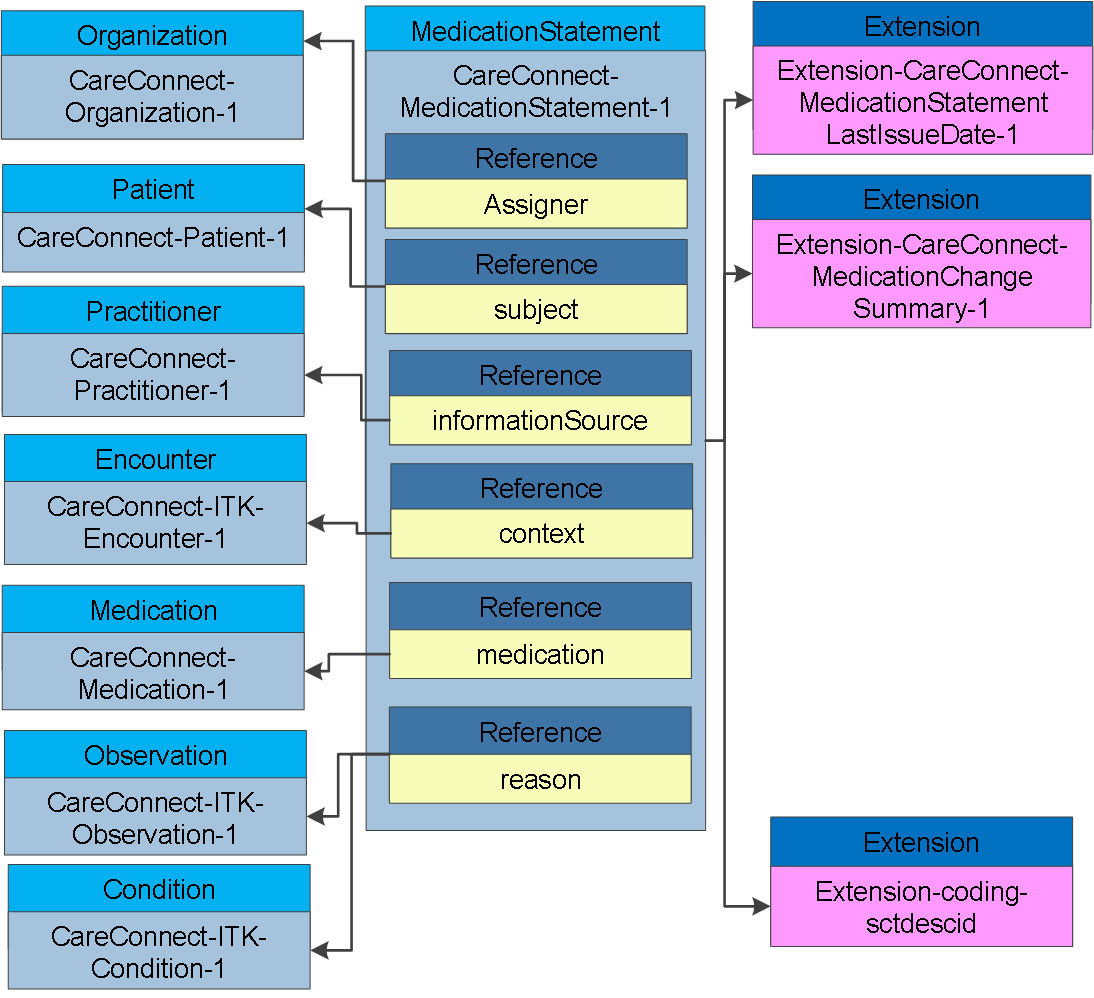 Organization
CareConnect-
Organization-1
Patient
CareConnect-Patient-1
Practitioner
CareConnect-
Practitioner-1
Encounter
CareConnect-ITK-
Encounter-1
Medication
CareConnect-
Medication-1
Observation
CareConnect-ITK-
Observation-1
Condition
CareConnect-ITK-
Condition-1
MedicationStatement
CareConnect-
MedicationStatement-1
Reference
Assigner
Reference
subject
Reference
informationSource
Reference
context
Reference
medication
Reference
reason
Extension
Extension-CareConnect-
MedicationStatement
LastIssueDate-1
Extension
Extension-CareConnect-
MedicationChange
Summary-1
Extension
Extension-coding-
sctdescid